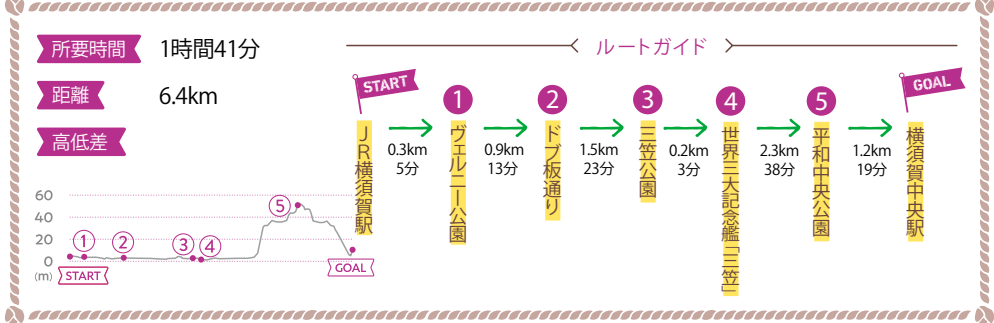 所要時間 1時間41分
距離 6.4km
高低差
60
40
20
0
(m)
START
①
②
③
④
⑤
GOAL
ルートガイド
START
JR横須賀駅
0.3km
5分
1
ヴェルニー公園
0.9km
13分
2
ドブ板通り
1.5km
23分
3
三笠公園
0.2km
3分
4
世界三大記念艦「三笠」
2.3km
38分
5
平和中央公園
1.2km
19分
GOAL
横須賀中央駅